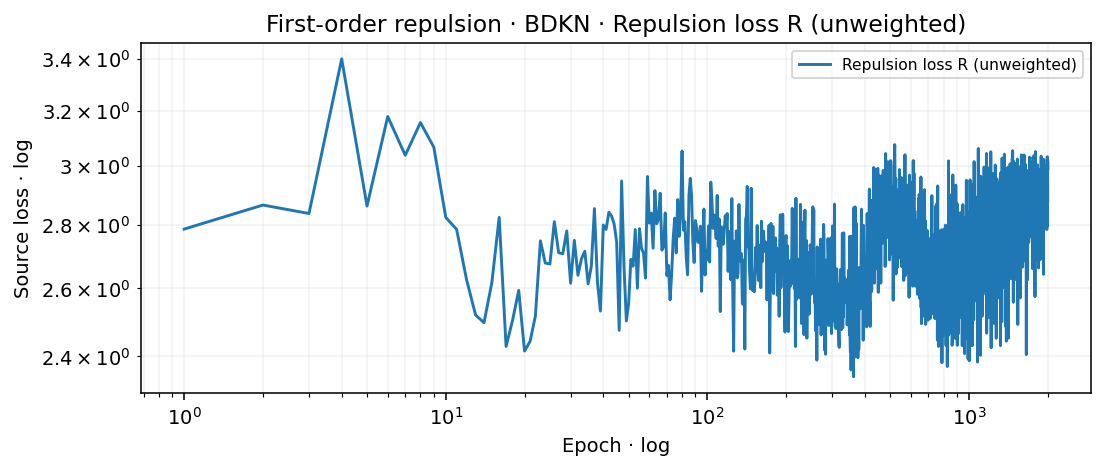 First-order repulsion · BDKN · Repulsion loss R (unweighted)
Repulsion loss R (unweighted)
Source loss · log
3.4 × 10⁰
3.2 × 10⁰
3 × 10⁰
2.8 × 10⁰
2.6 × 10⁰
2.4 × 10⁰
10⁰ 10¹ 10² 10³
Epoch · log